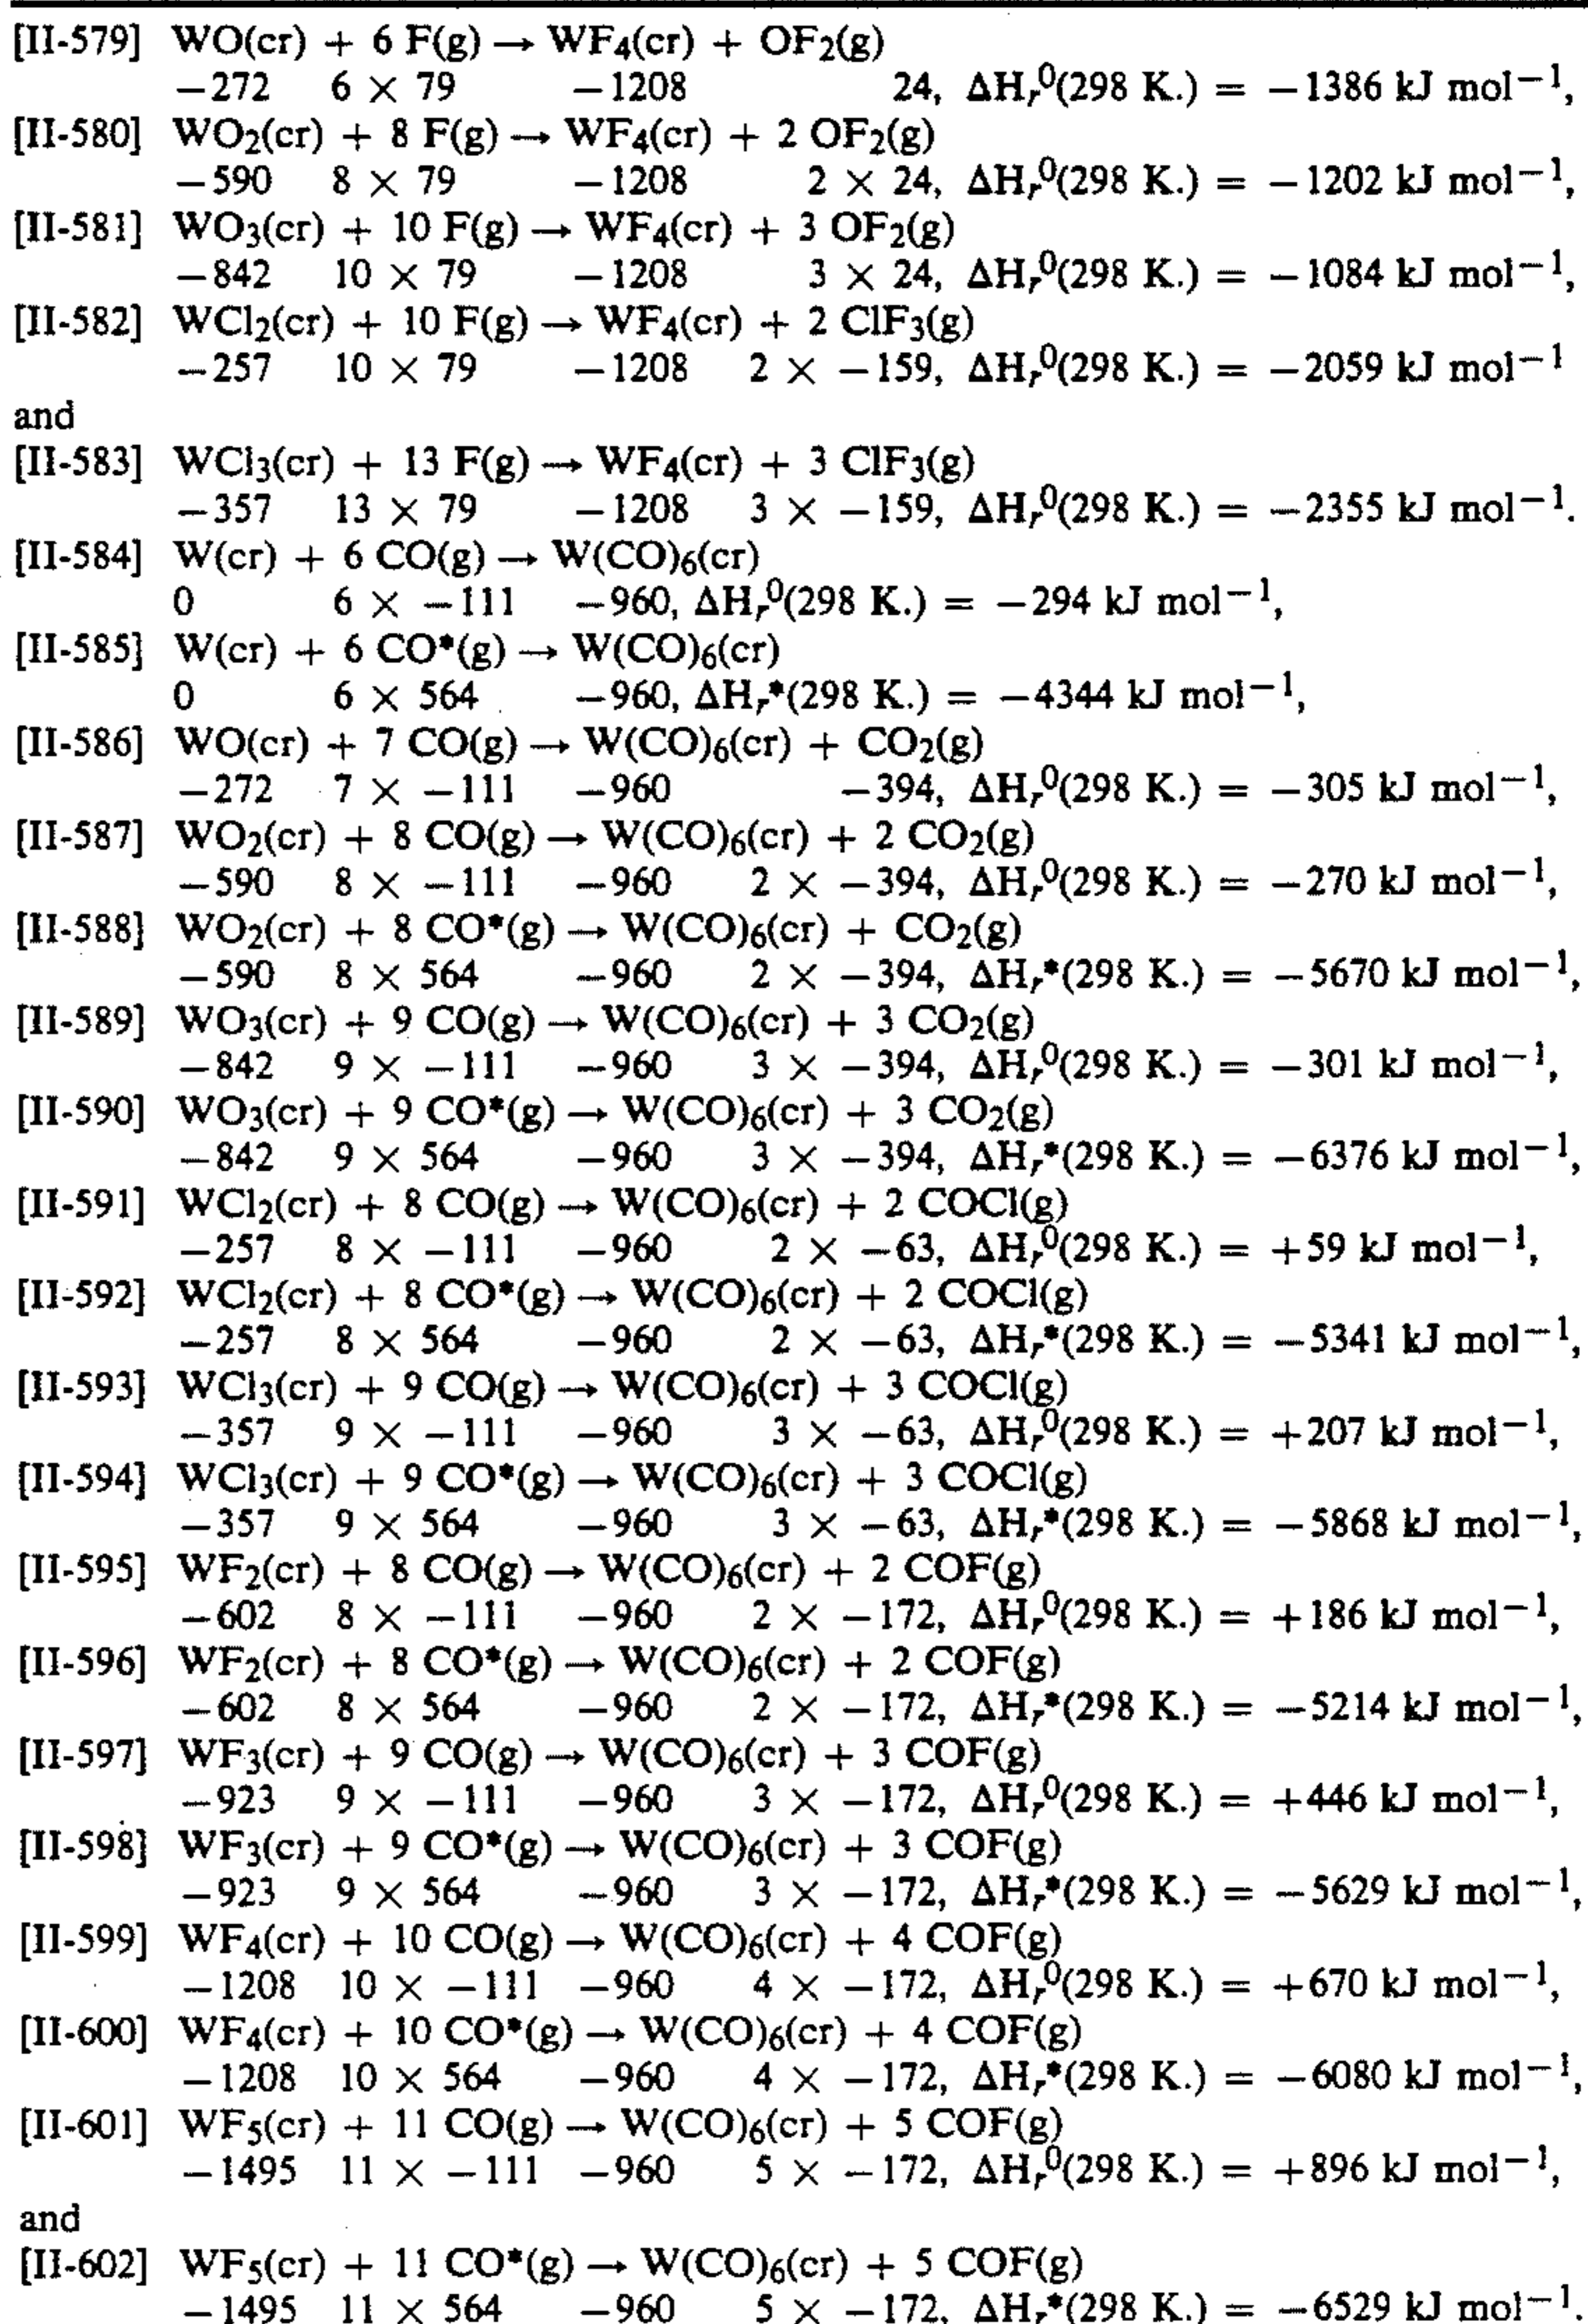 [II-579] WO(cr) + 6 F(g) → WF₄(cr) + OF₂(g)
−272 6 × 79 −1208 24, ΔHᵣ⁰(298 K.) = −1386 kJ mol⁻¹,
[II-580] WO₂(cr) + 8 F(g) → WF₄(cr) + 2 OF₂(g)
−590 8 × 79 −1208 2 × 24, ΔHᵣ⁰(298 K.) = −1202 kJ mol⁻¹,
[II-581] WO₃(cr) + 10 F(g) → WF₄(cr) + 3 OF₂(g)
−842 10 × 79 −1208 3 × 24, ΔHᵣ⁰(298 K.) = −1084 kJ mol⁻¹,
[II-582] WCl₂(cr) + 10 F(g) → WF₄(cr) + 2 ClF₃(g)
−257 10 × 79 −1208 2 × −159, ΔHᵣ⁰(298 K.) = −2059 kJ mol⁻¹
and
[II-583] WCl₃(cr) + 13 F(g) → WF₄(cr) + 3 ClF₃(g)
−357 13 × 79 −1208 3 × −159, ΔHᵣ⁰(298 K.) = −2355 kJ mol⁻¹.
[II-584] W(cr) + 6 CO(g) → W(CO)₆(cr)
0 6 × −111 −960, ΔHᵣ⁰(298 K.) = −294 kJ mol⁻¹,
[II-585] W(cr) + 6 CO*(g) → W(CO)₆(cr)
0 6 × 564 −960, ΔHᵣ*(298 K.) = −4344 kJ mol⁻¹,
[II-586] WO(cr) + 7 CO(g) → W(CO)₆(cr) + CO₂(g)
−272 7 × −111 −960 −394, ΔHᵣ⁰(298 K.) = −305 kJ mol⁻¹,
[II-587] WO₂(cr) + 8 CO(g) → W(CO)₆(cr) + 2 CO₂(g)
−590 8 × −111 −960 2 × −394, ΔHᵣ⁰(298 K.) = −270 kJ mol⁻¹,
[II-588] WO₂(cr) + 8 CO*(g) → W(CO)₆(cr) + CO₂(g)
−590 8 × 564 −960 2 × −394, ΔHᵣ*(298 K.) = −5670 kJ mol⁻¹,
[II-589] WO₃(cr) + 9 CO(g) → W(CO)₆(cr) + 3 CO₂(g)
−842 9 × −111 −960 3 × −394, ΔHᵣ⁰(298 K.) = −301 kJ mol⁻¹,
[II-590] WO₃(cr) + 9 CO*(g) → W(CO)₆(cr) + 3 CO₂(g)
−842 9 × 564 −960 3 × −394, ΔHᵣ*(298 K.) = −6376 kJ mol⁻¹,
[II-591] WCl₂(cr) + 8 CO(g) → W(CO)₆(cr) + 2 COCl(g)
−257 8 × −111 −960 2 × −63, ΔHᵣ⁰(298 K.) = +59 kJ mol⁻¹,
[II-592] WCl₂(cr) + 8 CO*(g) → W(CO)₆(cr) + 2 COCl(g)
−257 8 × 564 −960 2 × −63, ΔHᵣ*(298 K.) = −5341 kJ mol⁻¹,
[II-593] WCl₃(cr) + 9 CO(g) → W(CO)₆(cr) + 3 COCl(g)
−357 9 × −111 −960 3 × −63, ΔHᵣ⁰(298 K.) = +207 kJ mol⁻¹,
[II-594] WCl₃(cr) + 9 CO*(g) → W(CO)₆(cr) + 3 COCl(g)
−357 9 × 564 −960 3 × −63, ΔHᵣ*(298 K.) = −5868 kJ mol⁻¹,
[II-595] WF₂(cr) + 8 CO(g) → W(CO)₆(cr) + 2 COF(g)
−602 8 × −111 −960 2 × −172, ΔHᵣ⁰(298 K.) = +186 kJ mol⁻¹,
[II-596] WF₂(cr) + 8 CO*(g) → W(CO)₆(cr) + 2 COF(g)
−602 8 × 564 −960 2 × −172, ΔHᵣ*(298 K.) = −5214 kJ mol⁻¹,
[II-597] WF₃(cr) + 9 CO(g) → W(CO)₆(cr) + 3 COF(g)
−923 9 × −111 −960 3 × −172, ΔHᵣ⁰(298 K.) = +446 kJ mol⁻¹,
[II-598] WF₃(cr) + 9 CO*(g) → W(CO)₆(cr) + 3 COF(g)
−923 9 × 564 −960 3 × −172, ΔHᵣ*(298 K.) = −5629 kJ mol⁻¹,
[II-599] WF₄(cr) + 10 CO(g) → W(CO)₆(cr) + 4 COF(g)
−1208 10 × −111 −960 4 × −172, ΔHᵣ⁰(298 K.) = +670 kJ mol⁻¹,
[II-600] WF₄(cr) + 10 CO*(g) → W(CO)₆(cr) + 4 COF(g)
−1208 10 × 564 −960 4 × −172, ΔHᵣ*(298 K.) = −6080 kJ mol⁻¹,
[II-601] WF₅(cr) + 11 CO(g) → W(CO)₆(cr) + 5 COF(g)
−1495 11 × −111 −960 5 × −172, ΔHᵣ⁰(298 K.) = +896 kJ mol⁻¹,
and
[II-602] WF₅(cr) + 11 CO*(g) → W(CO)₆(cr) + 5 COF(g)
−1495 11 × 564 −960 5 × −172, ΔHᵣ*(298 K.) = −6529 kJ mol⁻¹.